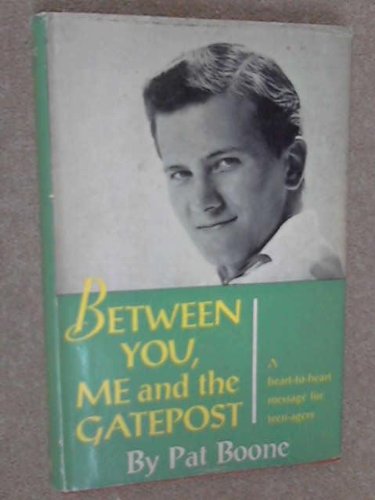 BETWEEN
YOU,
ME and the
GATEPOST
A
heart-to-heart
message for
teen-agers
By Pat Boone